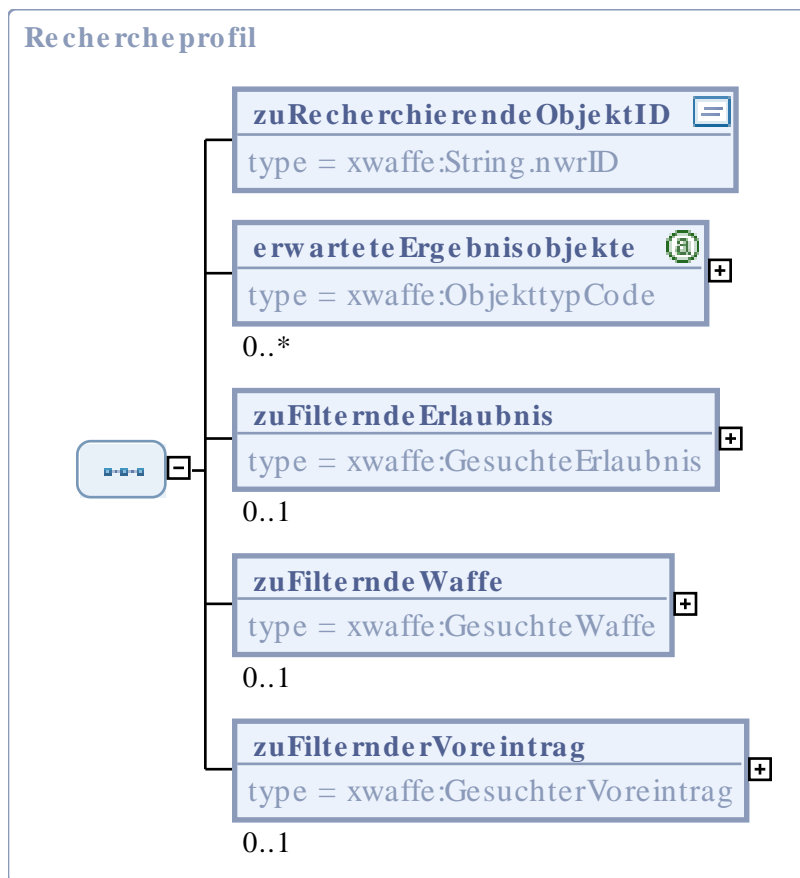 Rechercheprofil
zuRecherchierendeObjektID
type = xwaffe:String.nwrID
erwarteteErgebnisobjekte
type = xwaffe:ObjekttypCode
0..*
zuFilterndeErlaubnis
type = xwaffe:GesuchteErlaubnis
0..1
zuFilterndeWaffe
type = xwaffe:GesuchteWaffe
0..1
zuFilternderVoreintrag
type = xwaffe:GesuchterVoreintrag
0..1